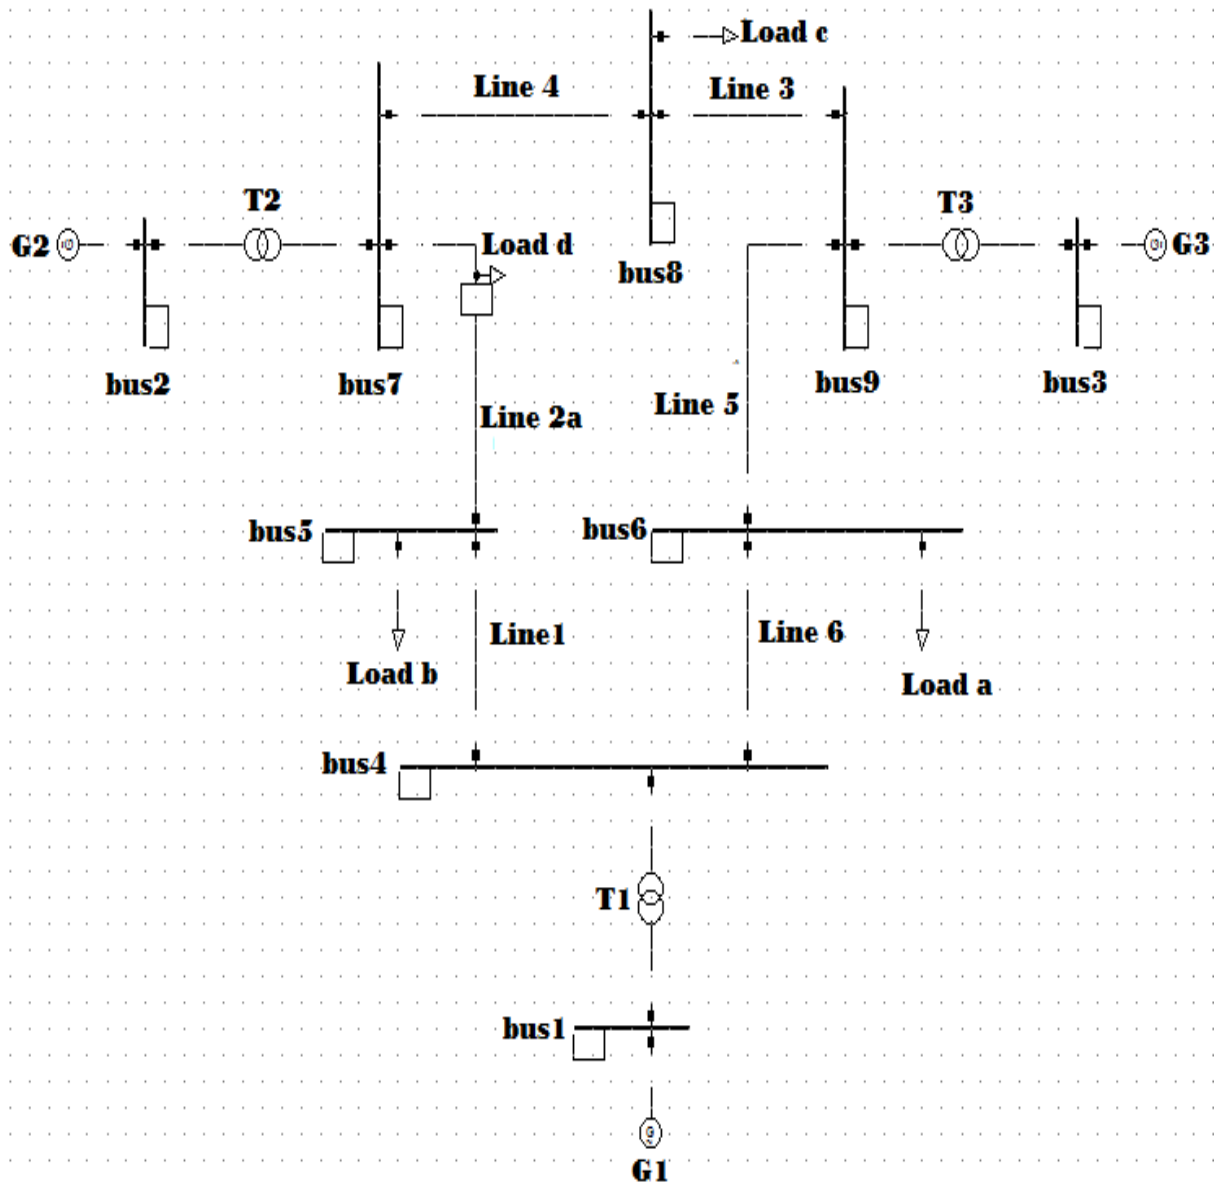 Load c
Line 4
Line 3
T2
T3
G2
Load d
G3
bus8
bus2
bus7
bus9
bus3
Line 5
Line 2a
bus5
bus6
Line1
Line 6
Load b
Load a
bus4
T1
bus1
G
G1